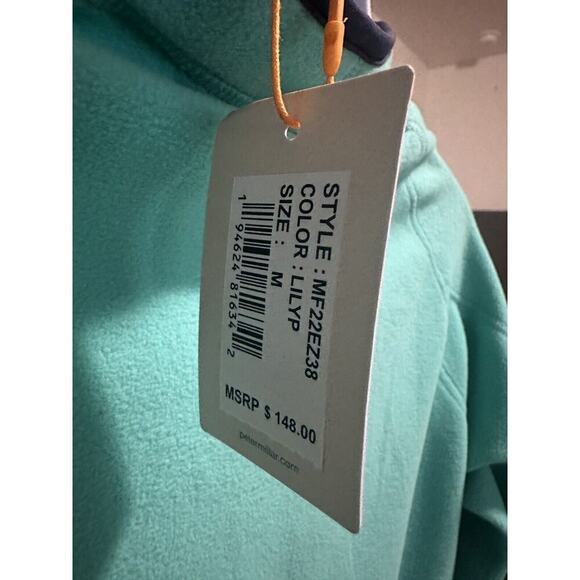 STYLE : MF22EZ38
COLOR : LILYP
SIZE : M
1 94624 81634 2
MSRP $ 148.00
petermillar.com